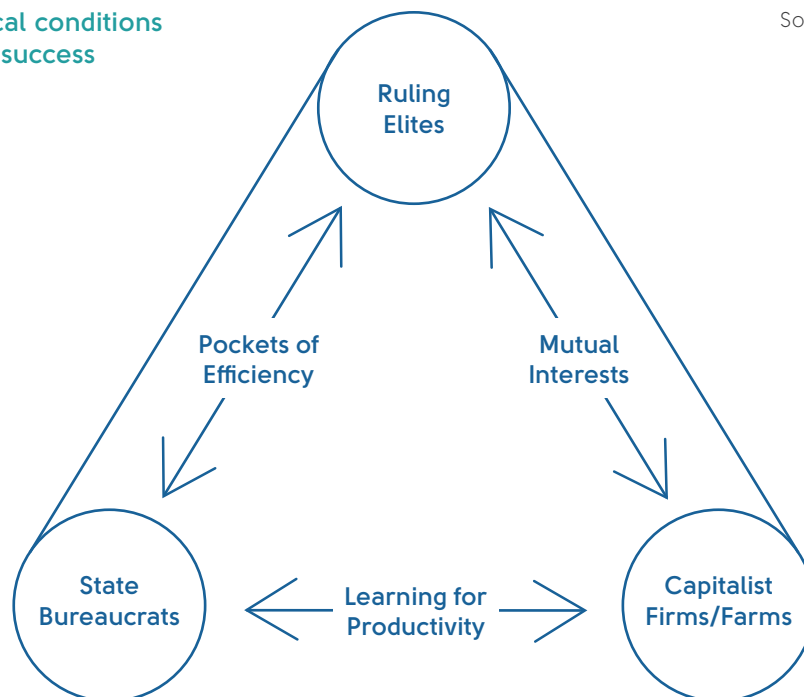 cal conditions
success
So
Ruling
Elites
Pockets of
Efficiency
Mutual
Interests
State
Bureaucrats
Learning for
Productivity
Capitalist
Firms/Farms